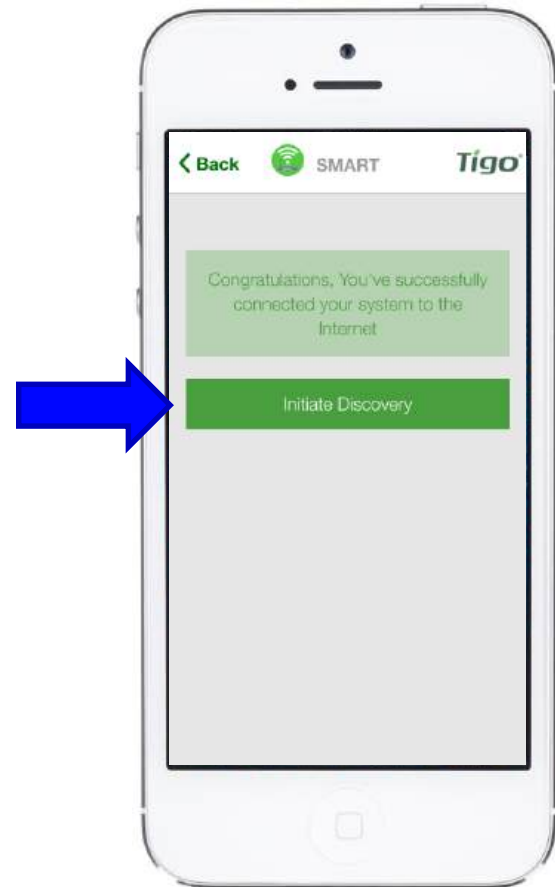 Back
SMART
Tigo
Congratulations, You've successfully
connected your system to the
Internet
Initiate Discovery